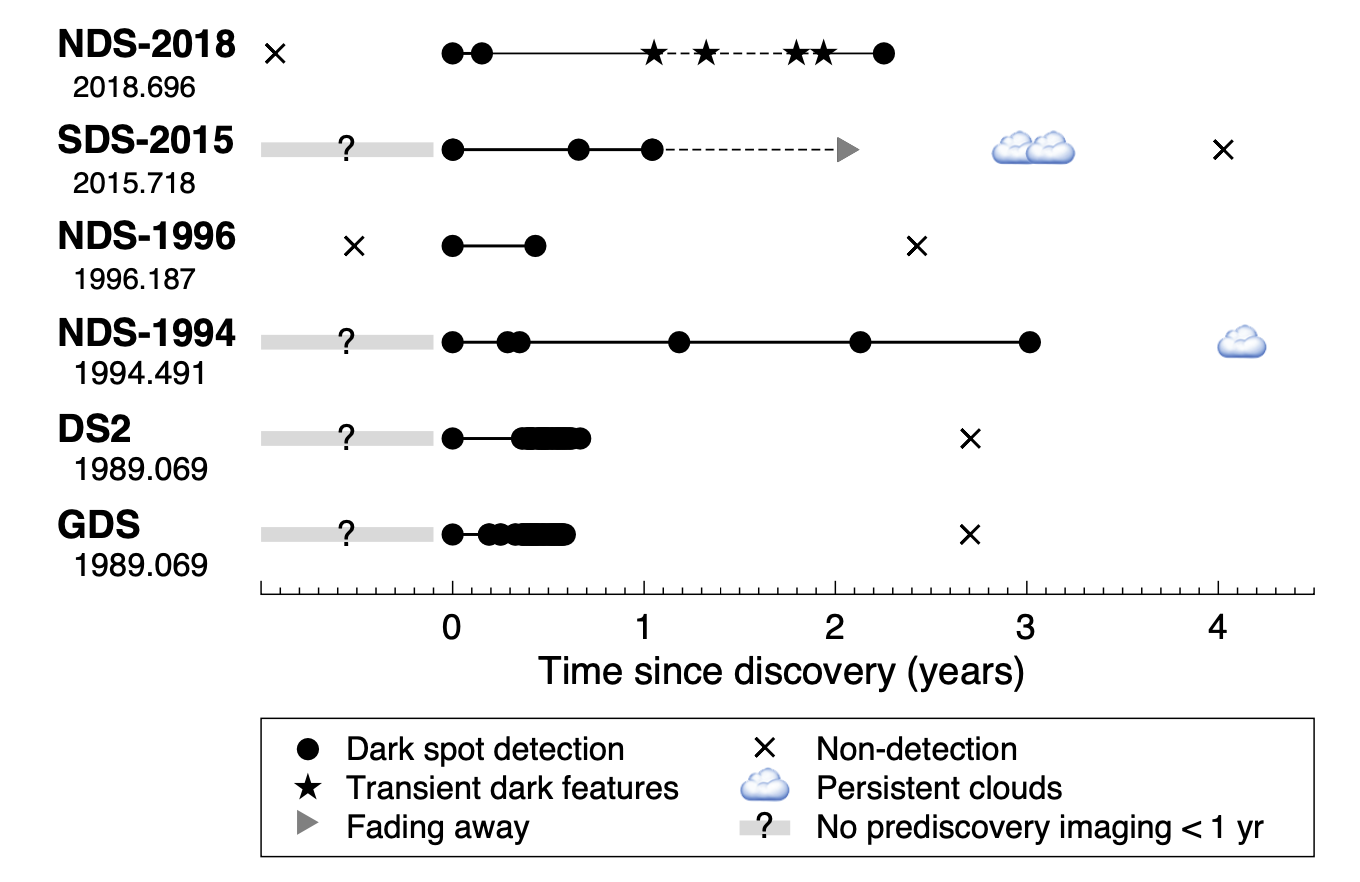 NDS-2018
2018.696
SDS-2015
?
2015.718
NDS-1996
1996.187
NDS-1994
?
1994.491
DS2
?
1989.069
GDS
?
1989.069
0 1 2 3 4
Time since discovery (years)
Dark spot detection
Non-detection
Transient dark features
Persistent clouds
Fading away
? No prediscovery imaging < 1 yr